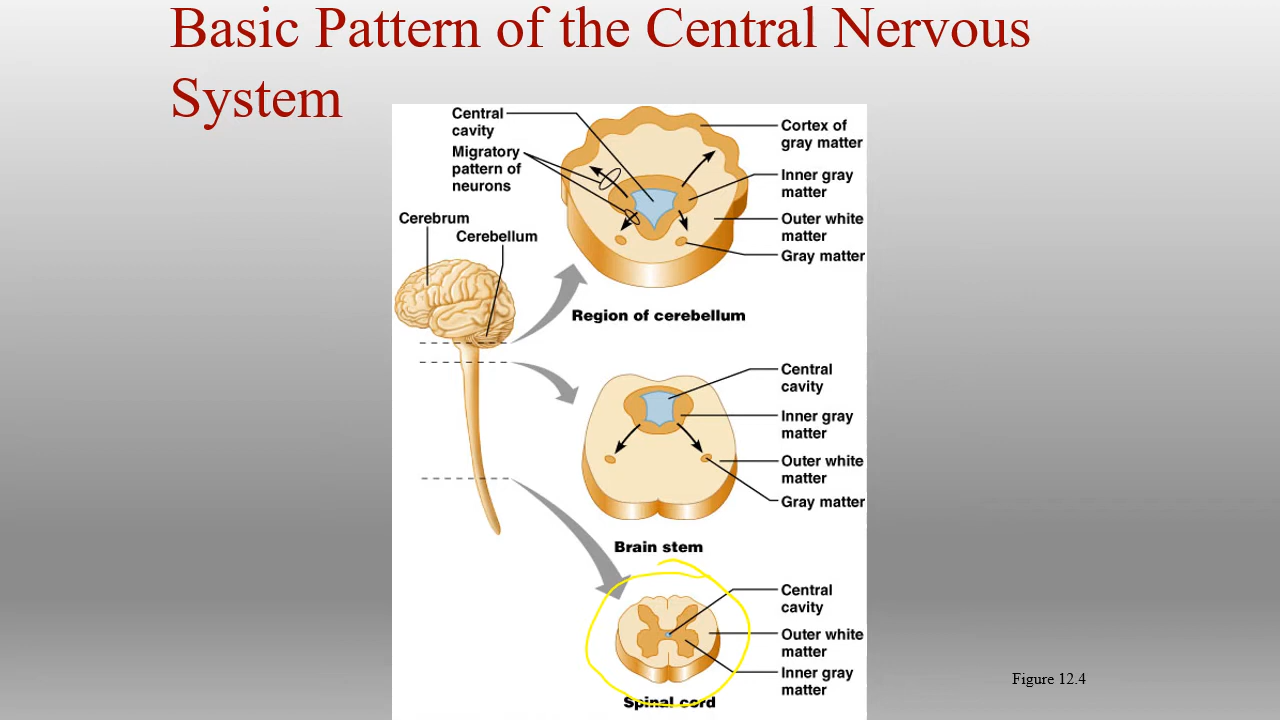 Basic Pattern of the Central Nervous
System
Central
cavity
Migratory
pattern of
neurons
Cortex of
gray matter
Inner gray
matter
Outer white
matter
Gray matter
Cerebrum
Cerebellum
Region of cerebellum
Central
cavity
Inner gray
matter
Outer white
matter
Gray matter
Brain stem
Central
cavity
Outer white
matter
Inner gray
matter
Spinal cord
Figure 12.4